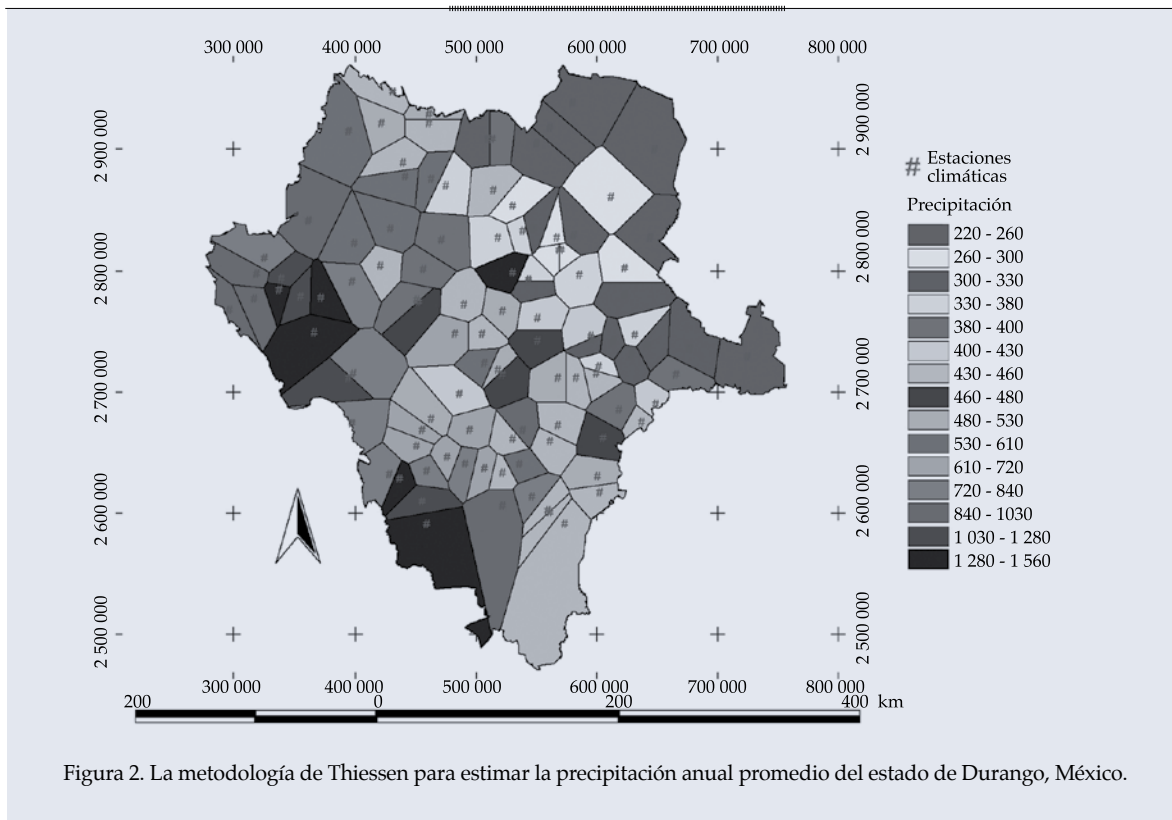 300 000 400 000 500 000 600 000 700 000 800 000
2 900 000
2 800 000
2 700 000
2 600 000
2 500 000
2 900 000
2 800 000
2 700 000
2 600 000
2 500 000
# Estaciones
climáticas
Precipitación
220 - 260
260 - 300
300 - 330
330 - 380
380 - 400
400 - 430
430 - 460
460 - 480
480 - 530
530 - 610
610 - 720
720 - 840
840 - 1030
1 030 - 1 280
1 280 - 1 560
300 000 400 000 500 000 600 000 700 000 800 000
200 0 200 400 km
Figura 2. La metodología de Thiessen para estimar la precipitación anual promedio del estado de Durango, México.